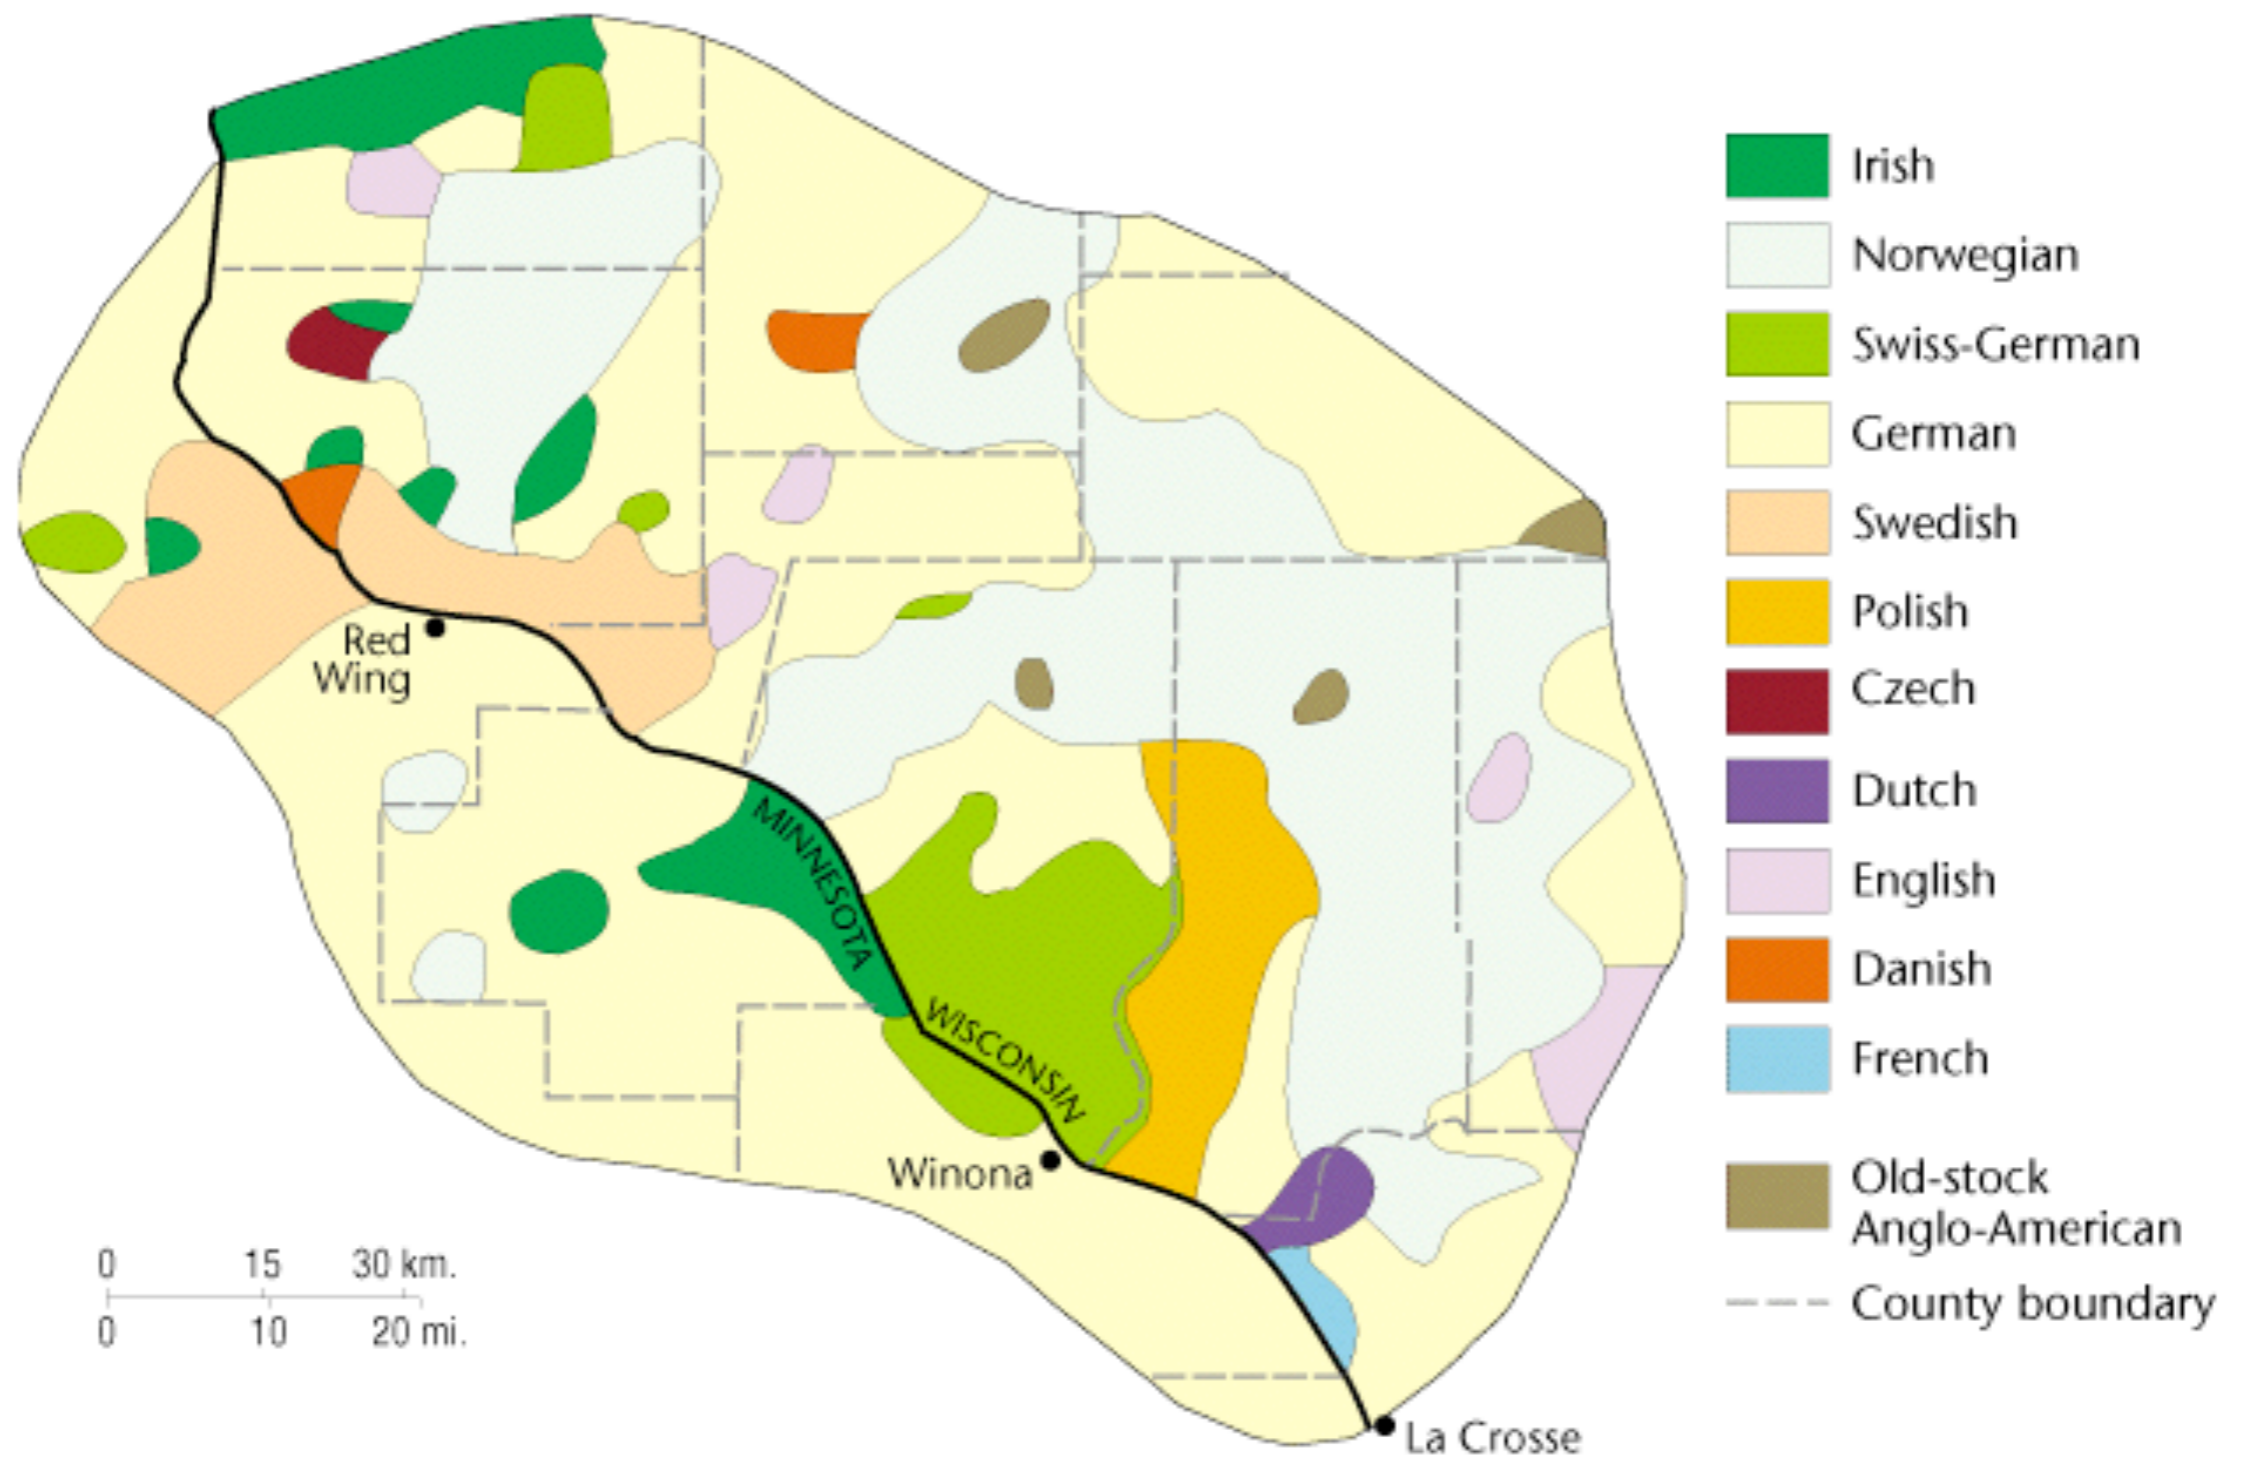 Red
Wing
MINNESOTA
WISCONSIN
Winona
La Crosse
0 15 30 km.
0 10 20 mi.
Irish
Norwegian
Swiss-German
German
Swedish
Polish
Czech
Dutch
English
Danish
French
Old-stock
Anglo-American
County boundary